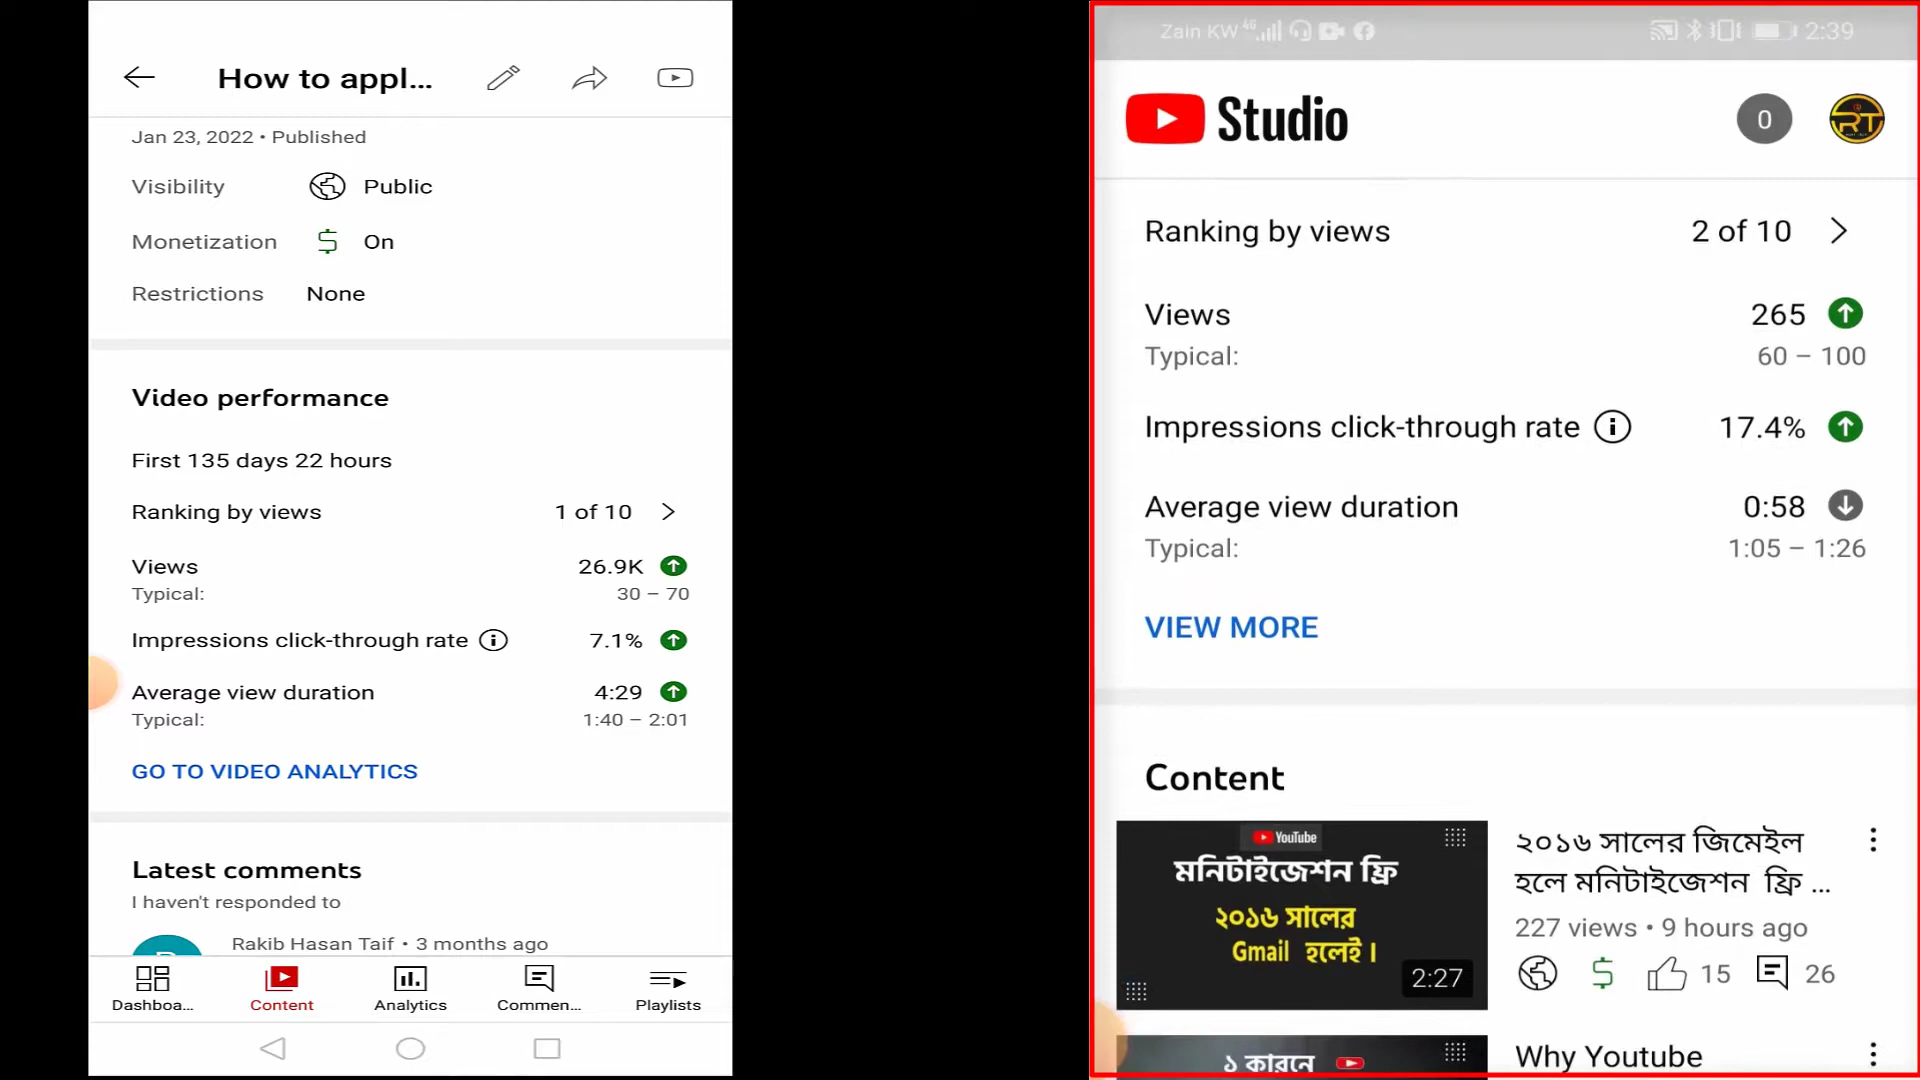 How to appl...
Jan 23, 2022 • Published
Visibility Public
Monetization On
Restrictions None
Video performance
First 135 days 22 hours
Ranking by views 1 of 10
Views 26.9K
Typical: 30 – 70
Impressions click-through rate 7.1%
Average view duration 4:29
Typical: 1:40 – 2:01
GO TO VIDEO ANALYTICS
Latest comments
I haven't responded to
Rakib Hasan Taif • 3 months ago
Dashboa... Content Analytics Commen... Playlists
Zain KW 4G 2:39
Studio 0 RT
Ranking by views 2 of 10
Views 265
Typical: 60 – 100
Impressions click-through rate 17.4%
Average view duration 0:58
Typical: 1:05 – 1:26
VIEW MORE
Content
YouTube
মনিটাইজেশন ফ্রি
২০১৬ সালের
Gmail হলেই।
2:27
২০১৬ সালের জিমেইল
হলে মনিটাইজেশন ফ্রি ...
227 views • 9 hours ago
15 26
১ কারনে
Why Youtube